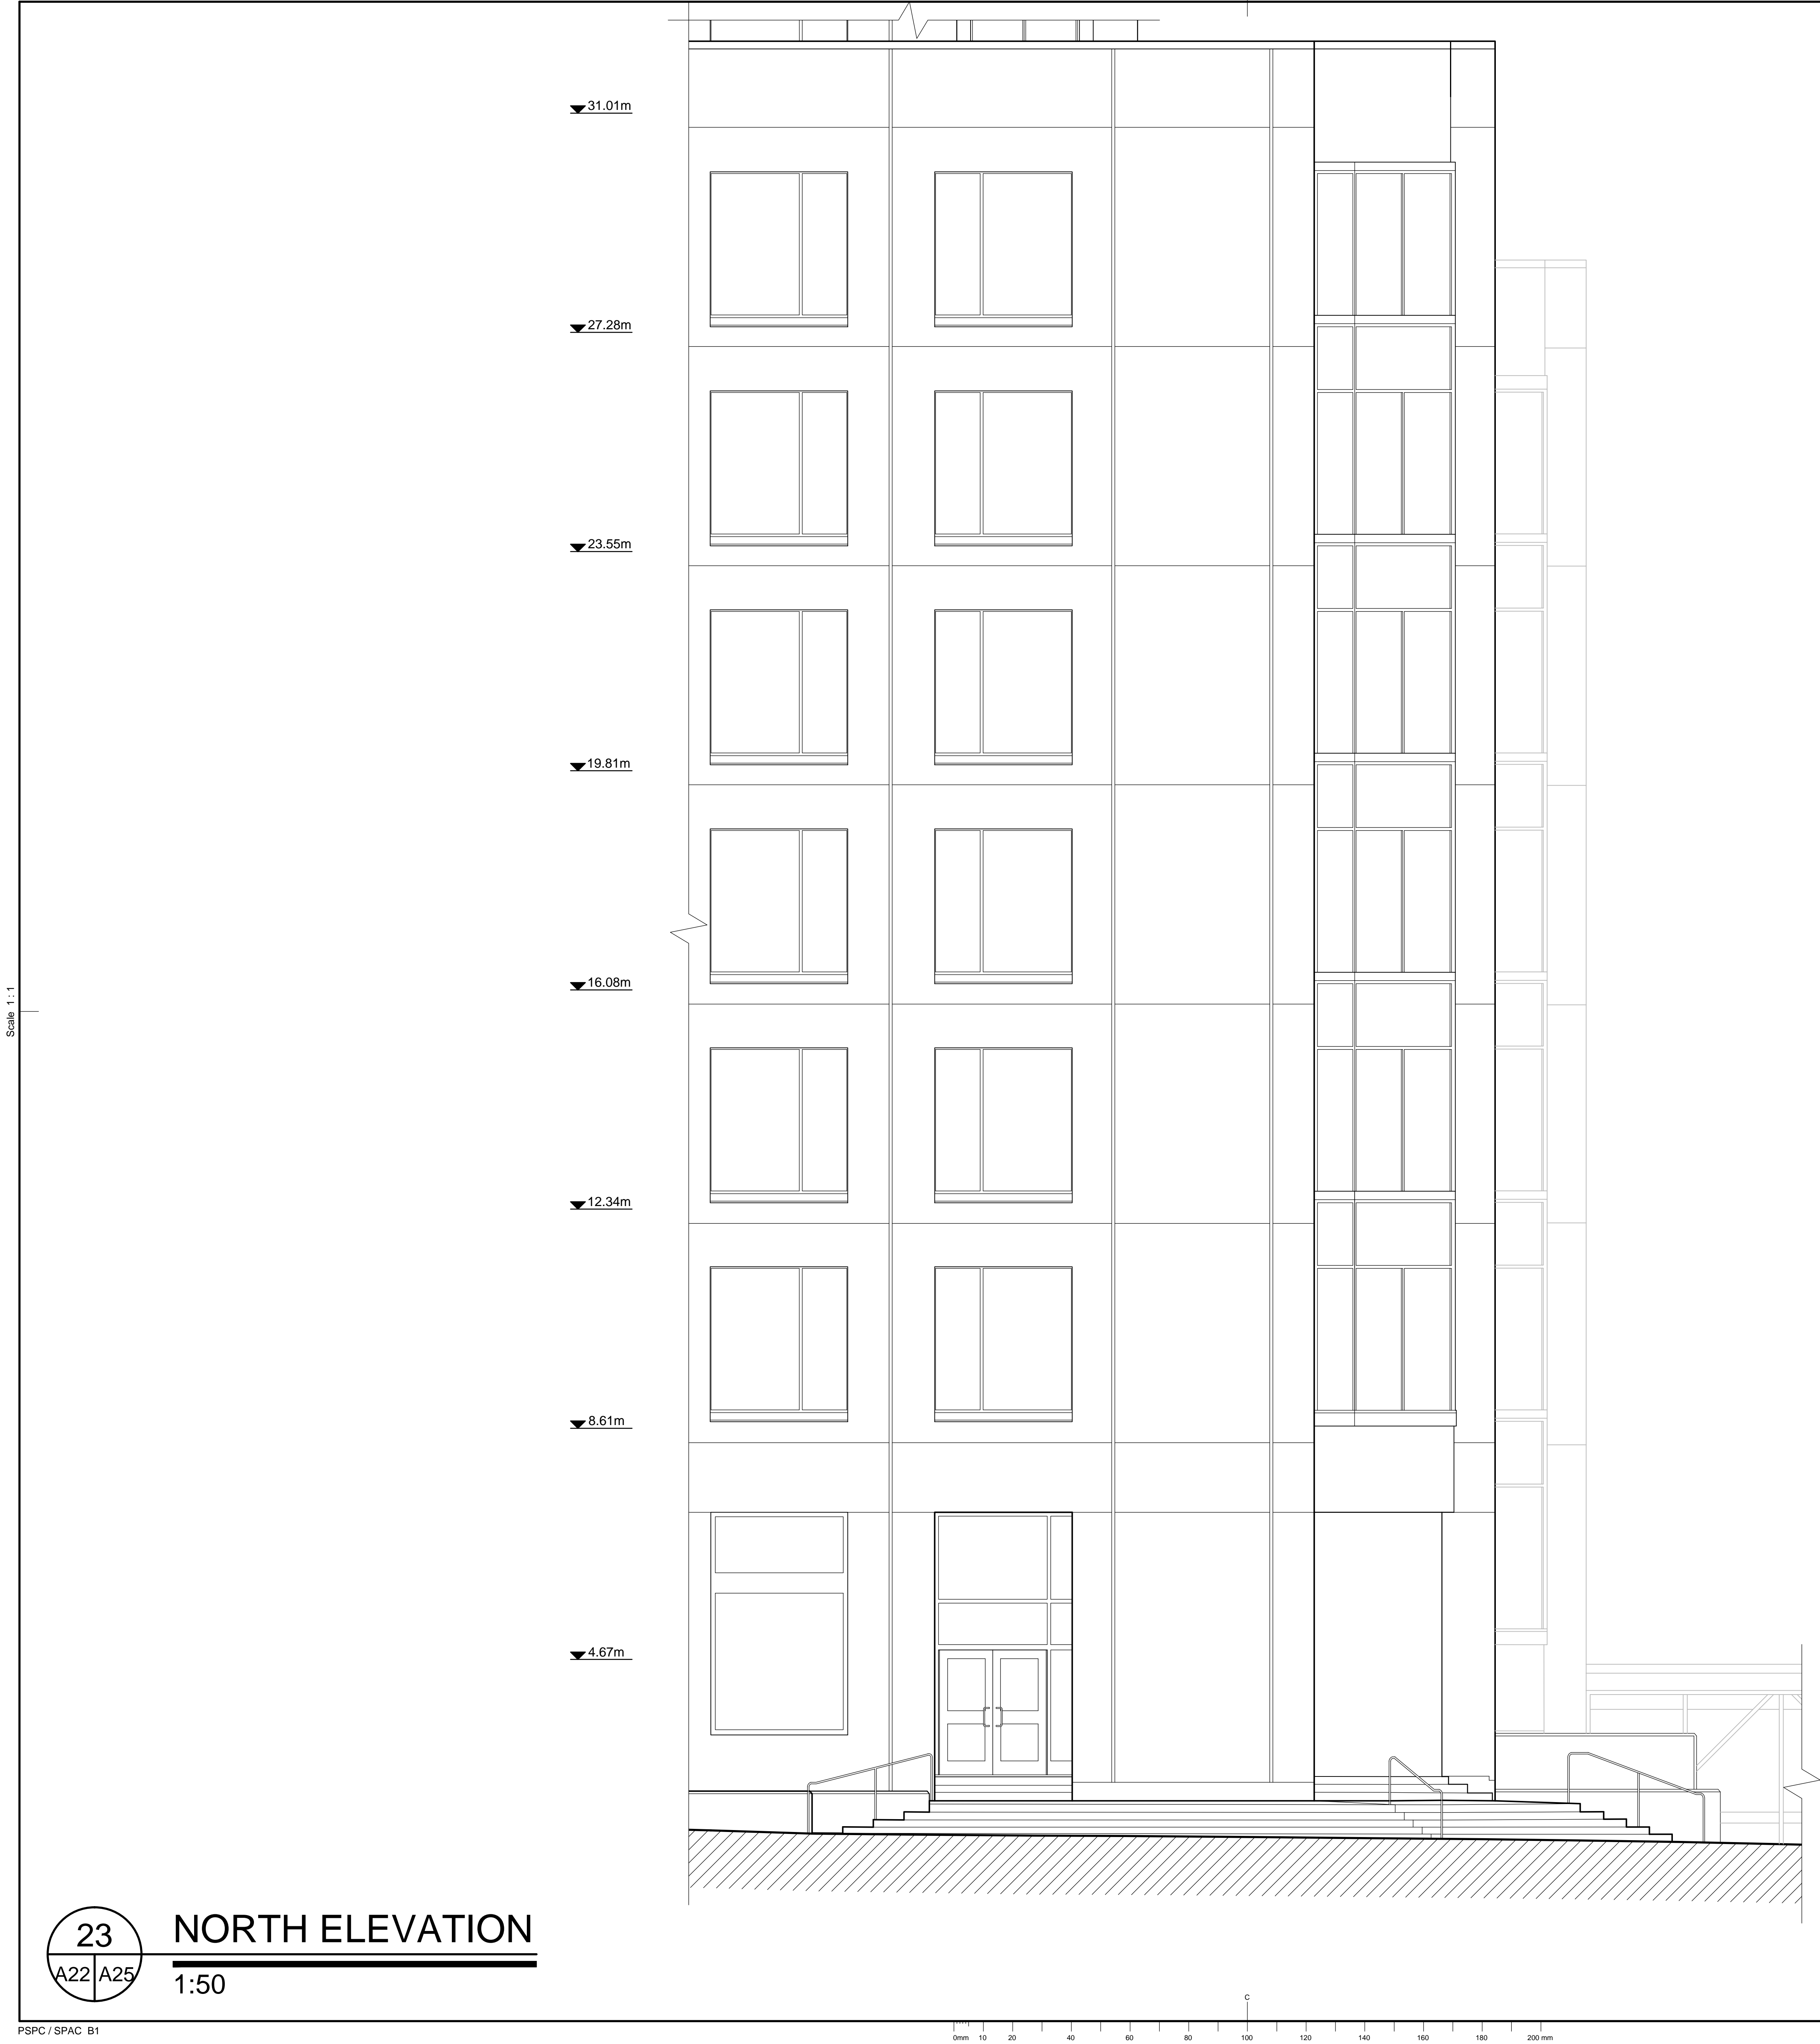 31.01m
27.28m
23.55m
19.81m
16.08m
12.34m
8.61m
4.67m
Scale 1 : 1
23
A22 A25
NORTH ELEVATION
1:50
C
PSPC / SPAC B1
0mm 10 20 40 60 80 100 120 140 160 180 200 mm